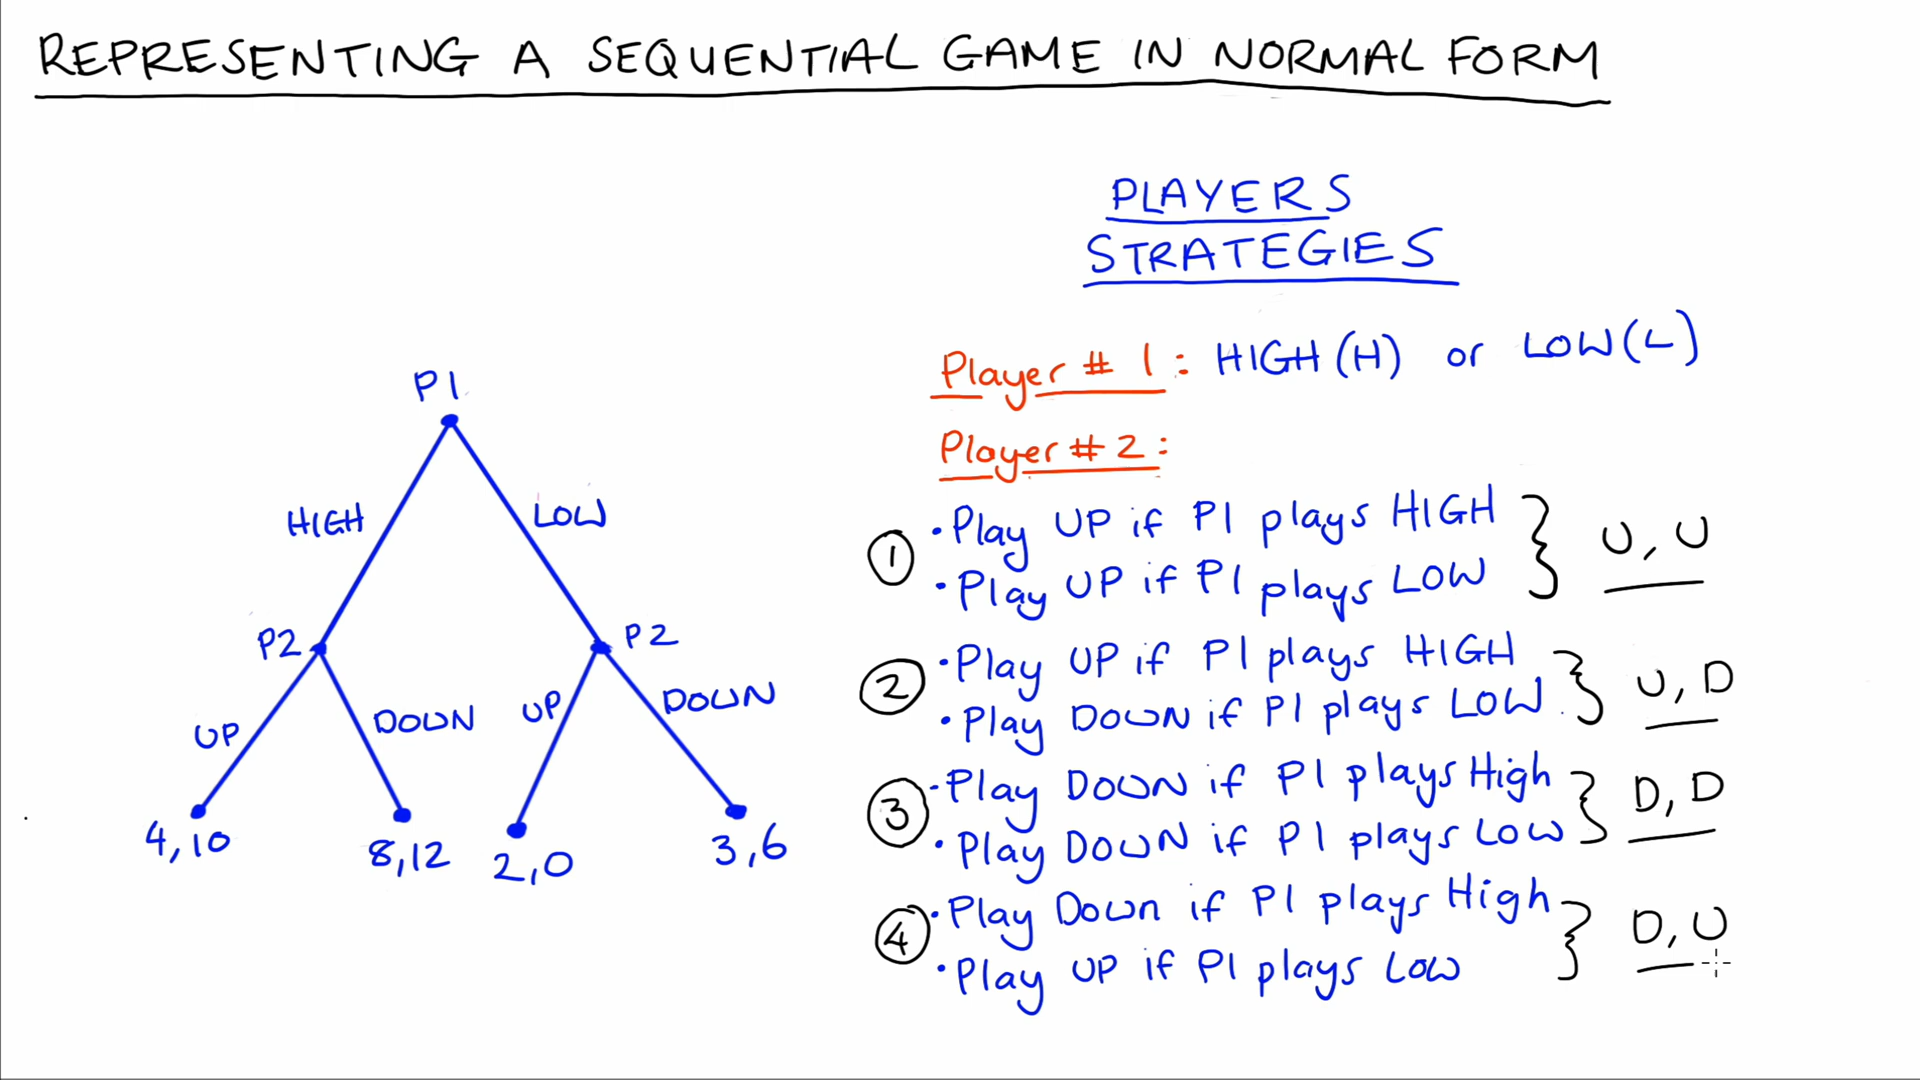 REPRESENTING A SEQUENTIAL GAME IN NORMAL FORM
PLAYERS
STRATEGIES
P1
HIGH
LOW
P2
P2
UP
DOWN
UP
DOWN
4,10
8,12
2,0
3,6
Player # 1: HIGH (H) or LOW (L)
Player # 2:
① • Play UP if P1 plays HIGH
• Play UP if P1 plays LOW
U, U
② • Play UP if P1 plays HIGH
• Play DOWN if P1 plays LOW
U, D
③ • Play DOWN if P1 plays High
• Play DOWN if P1 plays Low
D, D
④ • Play Down if P1 plays High
• Play UP if P1 plays Low
D, U